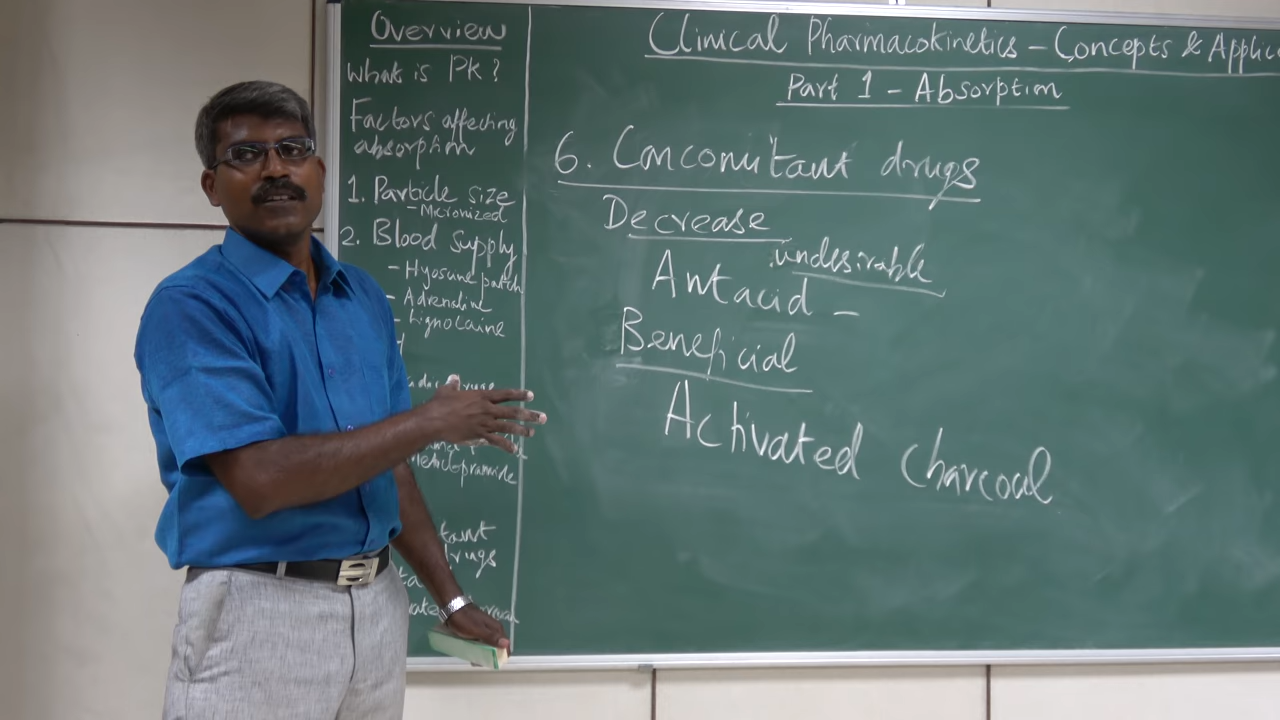 Overview
What is PK?
Factors affecting
absorption
1. Particle size
- Micronized
2. Blood supply
- Hyosine patch
- Adrenaline
- Lignocaine
Clinical Pharmacokinetics - Concepts & Applic
Part 1 - Absorption
6. Concomitant drugs
Decrease
undesirable
Antacid -
Beneficial
Activated charcoal